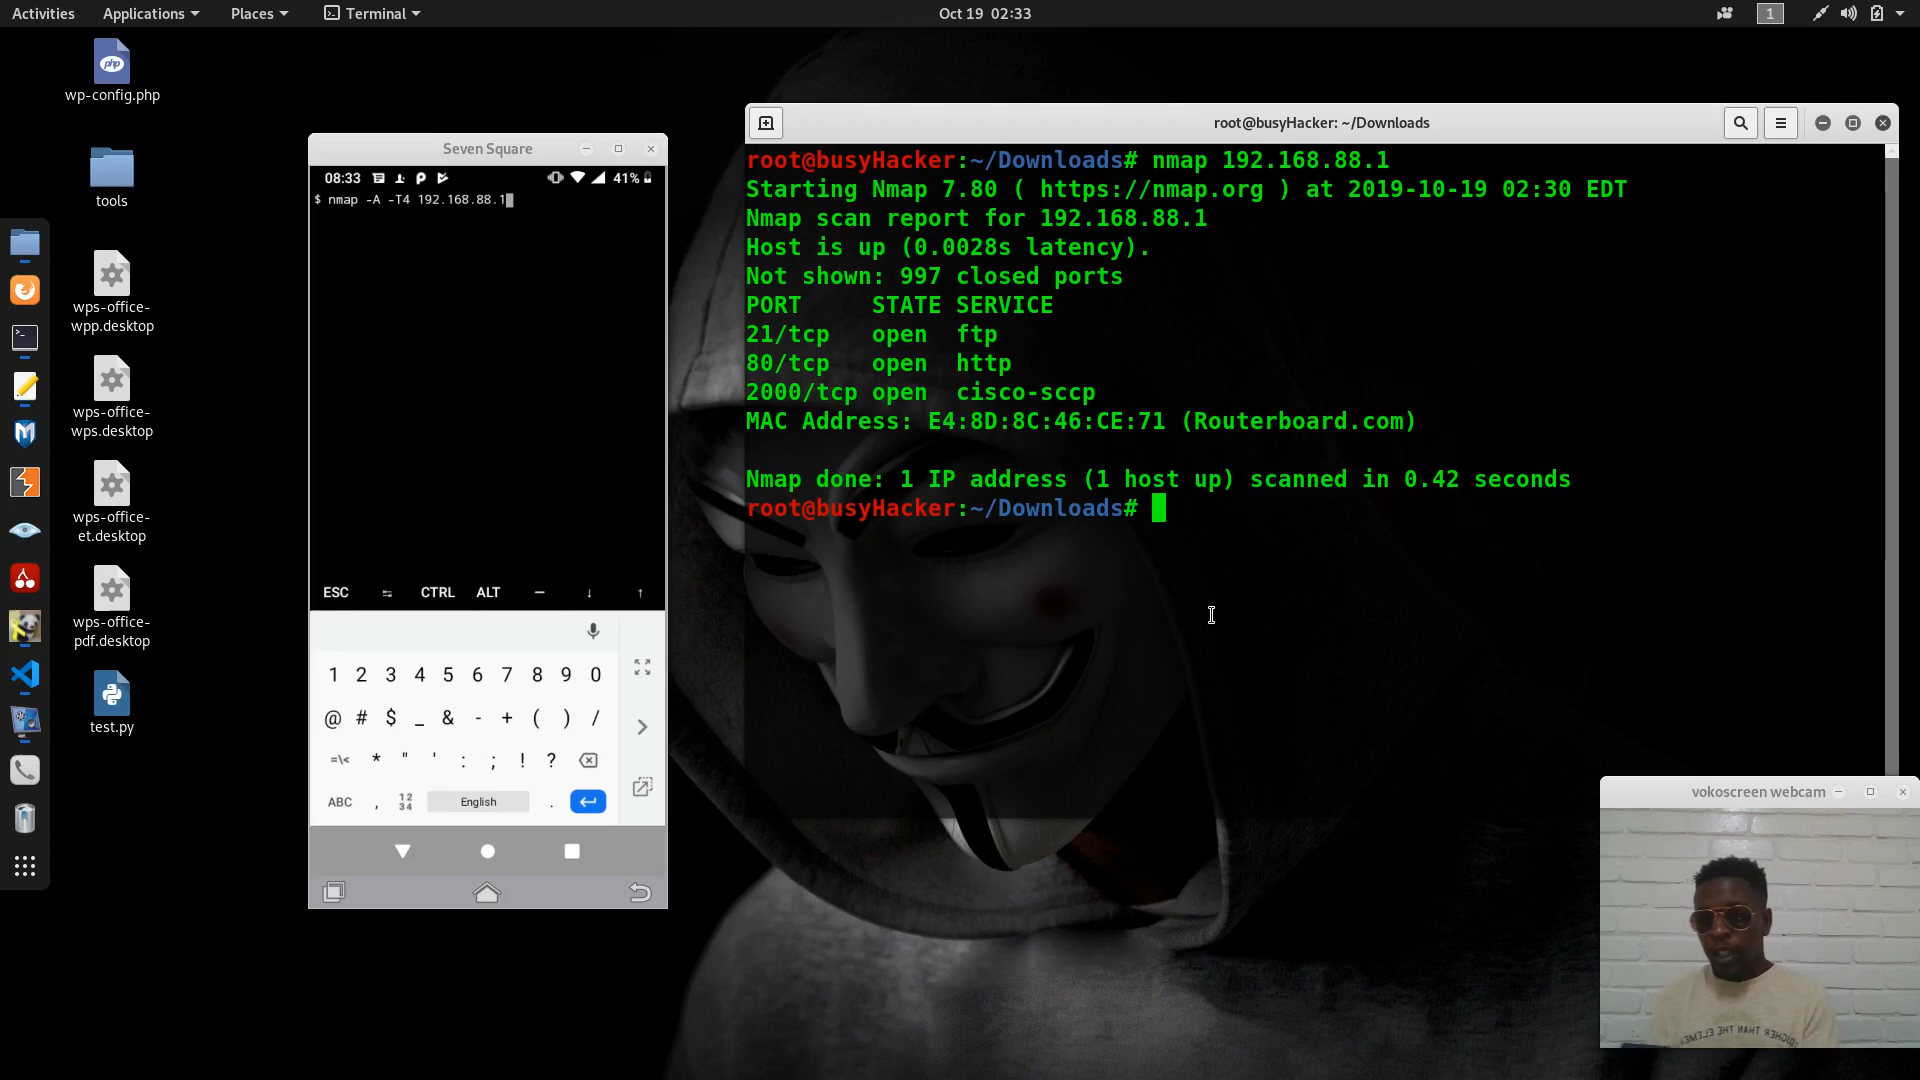 Activities Applications Places Terminal Oct 19 02:33 1
php
wp-config.php
tools
wps-office-
wpp.desktop
wps-office-
wps.desktop
wps-office-
et.desktop
wps-office-
pdf.desktop
test.py
Seven Square
08:33 41%
$ nmap -A -T4 192.168.88.1
ESC CTRL ALT – ↓ ↑
1 2 3 4 5 6 7 8 9 0
@ # $ _ & - + ( ) /
=\< * " ' : ; ! ?
ABC , 12 34 English .
root@busyHacker: ~/Downloads
root@busyHacker:~/Downloads# nmap 192.168.88.1
Starting Nmap 7.80 ( https://nmap.org ) at 2019-10-19 02:30 EDT
Nmap scan report for 192.168.88.1
Host is up (0.0028s latency).
Not shown: 997 closed ports
PORT STATE SERVICE
21/tcp open ftp
80/tcp open http
2000/tcp open cisco-sccp
MAC Address: E4:8D:8C:46:CE:71 (Routerboard.com)
Nmap done: 1 IP address (1 host up) scanned in 0.42 seconds
root@busyHacker:~/Downloads#
vokoscreen webcam
THAN THE